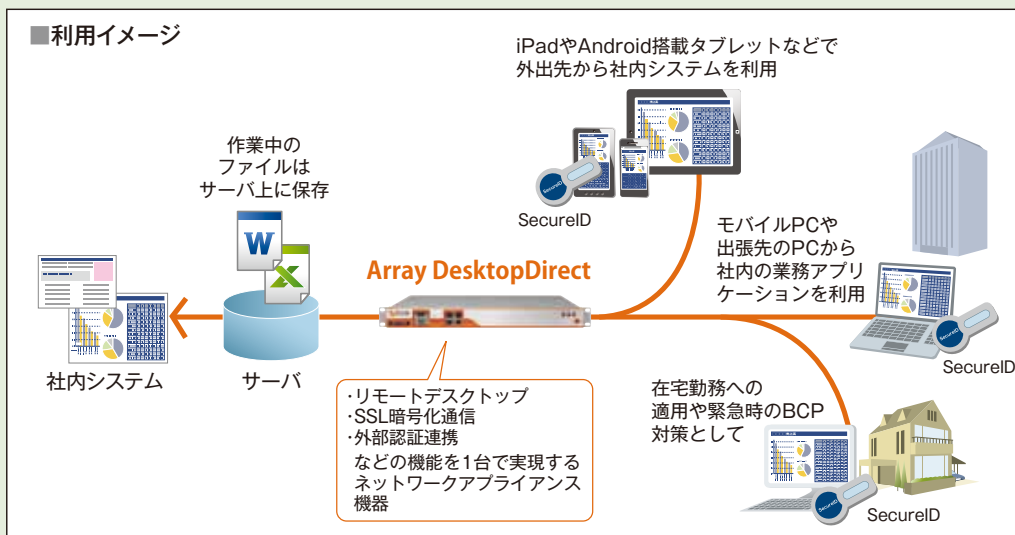 ■利用イメージ
iPadやAndroid搭載タブレットなどで
外出先から社内システムを利用
SecureID
SecureID
作業中の
ファイルは
サーバ上に保存
W
X
Array DesktopDirect
モバイルPCや
出張先のPCから
社内の業務アプリ
ケーションを利用
SecureID
SecureID
社内システム
サーバ
・リモートデスクトップ
・SSL暗号化通信
・外部認証連携
などの機能を1台で実現する
ネットワークアプライアンス
機器
在宅勤務への
適用や緊急時のBCP
対策として
SecureID
SecureID